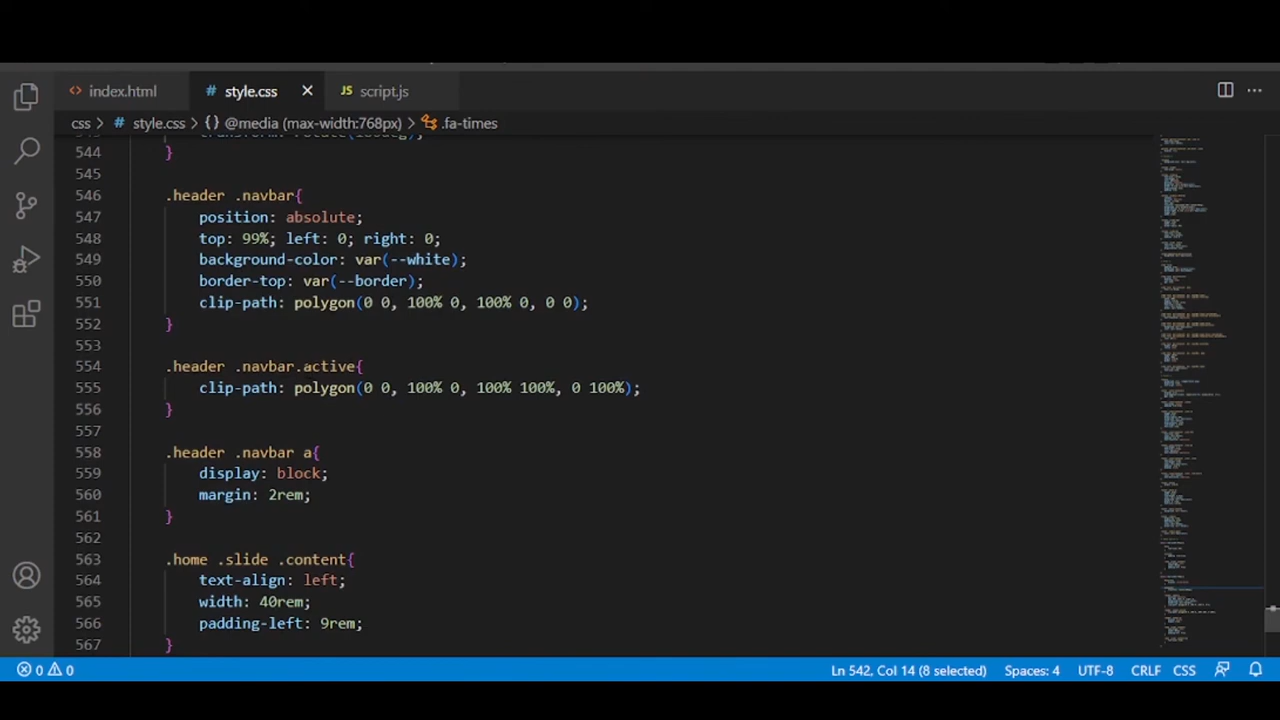 index.html
style.css
JS script.js
css > # style.css > {} @media (max-width:768px) > .fa-times
544 }
545
546 .header .navbar{
547 position: absolute;
548 top: 99%; left: 0; right: 0;
549 background-color: var(--white);
550 border-top: var(--border);
551 clip-path: polygon(0 0, 100% 0, 100% 0, 0 0);
552 }
553
554 .header .navbar.active{
555 clip-path: polygon(0 0, 100% 0, 100% 100%, 0 100%);
556 }
557
558 .header .navbar a{
559 display: block;
560 margin: 2rem;
561 }
562
563 .home .slide .content{
564 text-align: left;
565 width: 40rem;
566 padding-left: 9rem;
567 }
0 0
Ln 542, Col 14 (8 selected)
Spaces: 4
UTF-8
CRLF
CSS